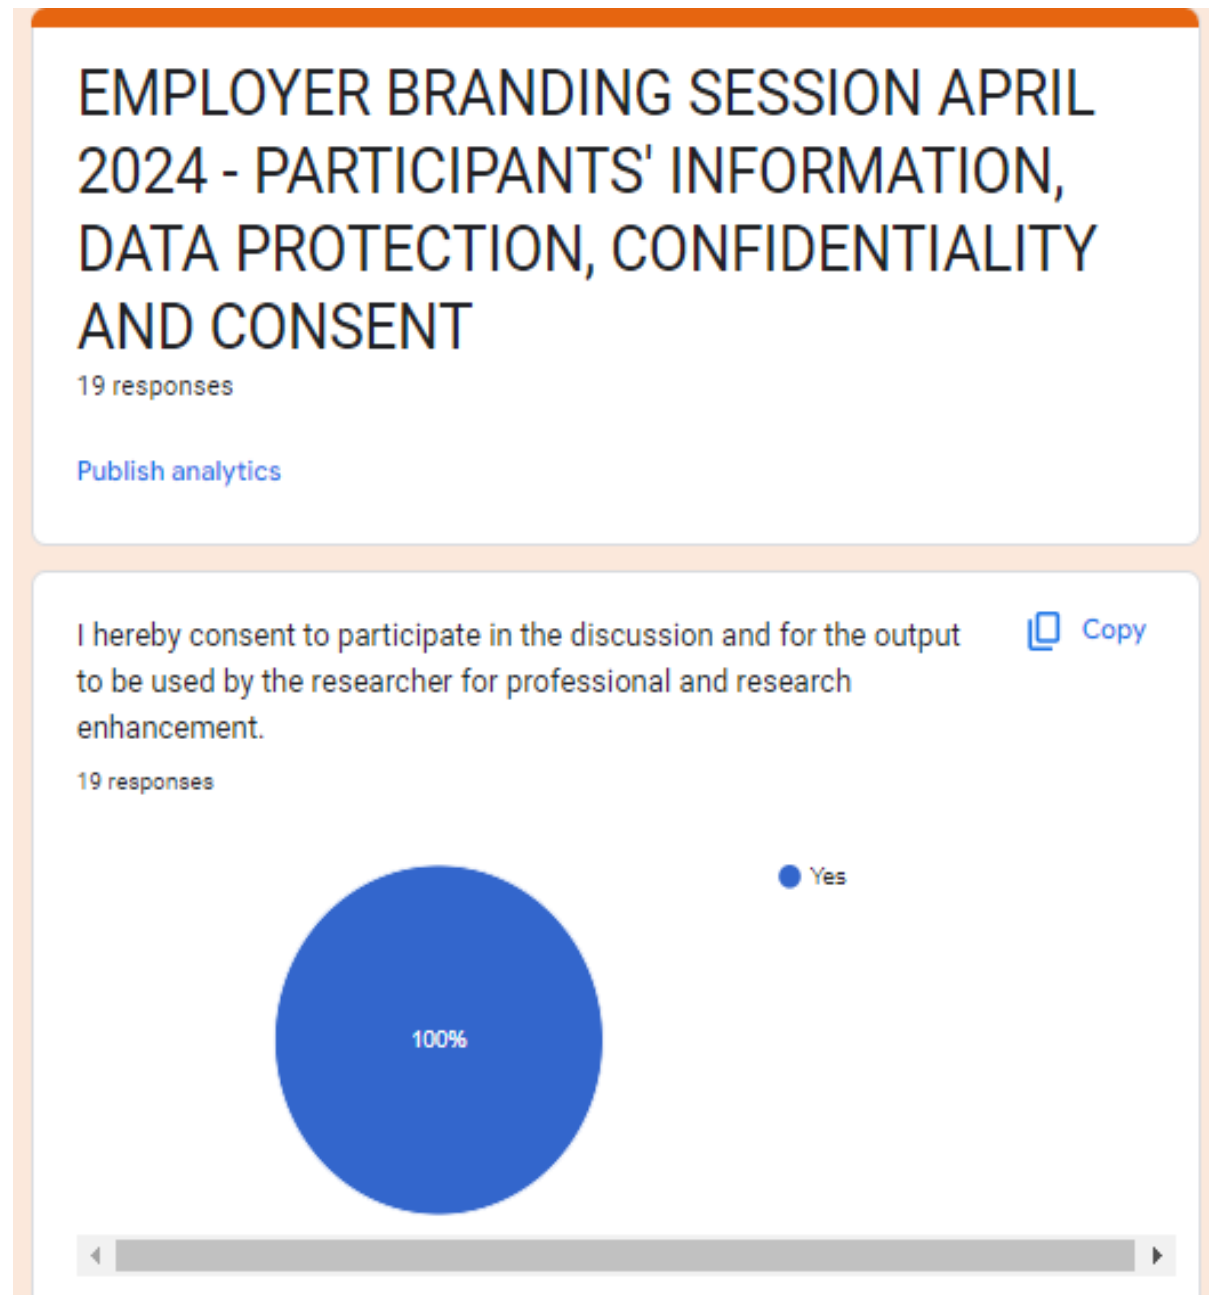 EMPLOYER BRANDING SESSION APRIL
2024 - PARTICIPANTS' INFORMATION,
DATA PROTECTION, CONFIDENTIALITY
AND CONSENT
19 responses
Publish analytics
I hereby consent to participate in the discussion and for the output
to be used by the researcher for professional and research
enhancement.
Copy
19 responses
Yes
100%